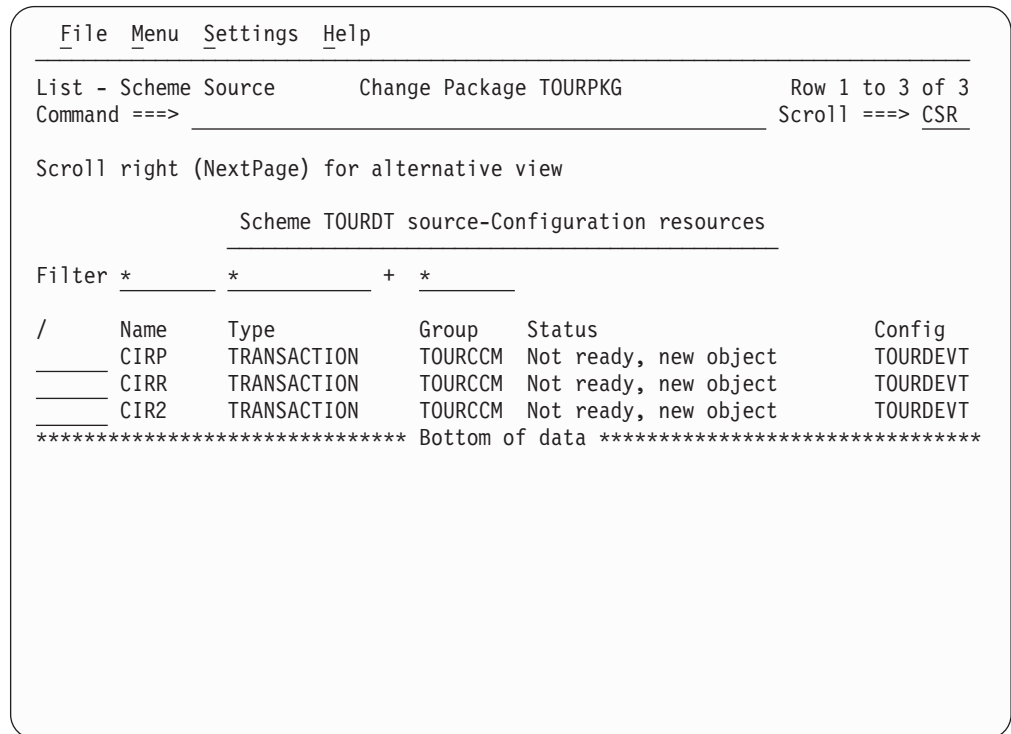 File Menu Settings Help
List - Scheme Source Change Package TOURPKG Row 1 to 3 of 3
Command ===> Scroll ===> CSR
Scroll right (NextPage) for alternative view
Scheme TOURDT source-Configuration resources
Filter * * + *
/ Name Type Group Status Config
CIRP TRANSACTION TOURCCM Not ready, new object TOURDEVT
CIRR TRANSACTION TOURCCM Not ready, new object TOURDEVT
CIR2 TRANSACTION TOURCCM Not ready, new object TOURDEVT
******************************* Bottom of data ********************************